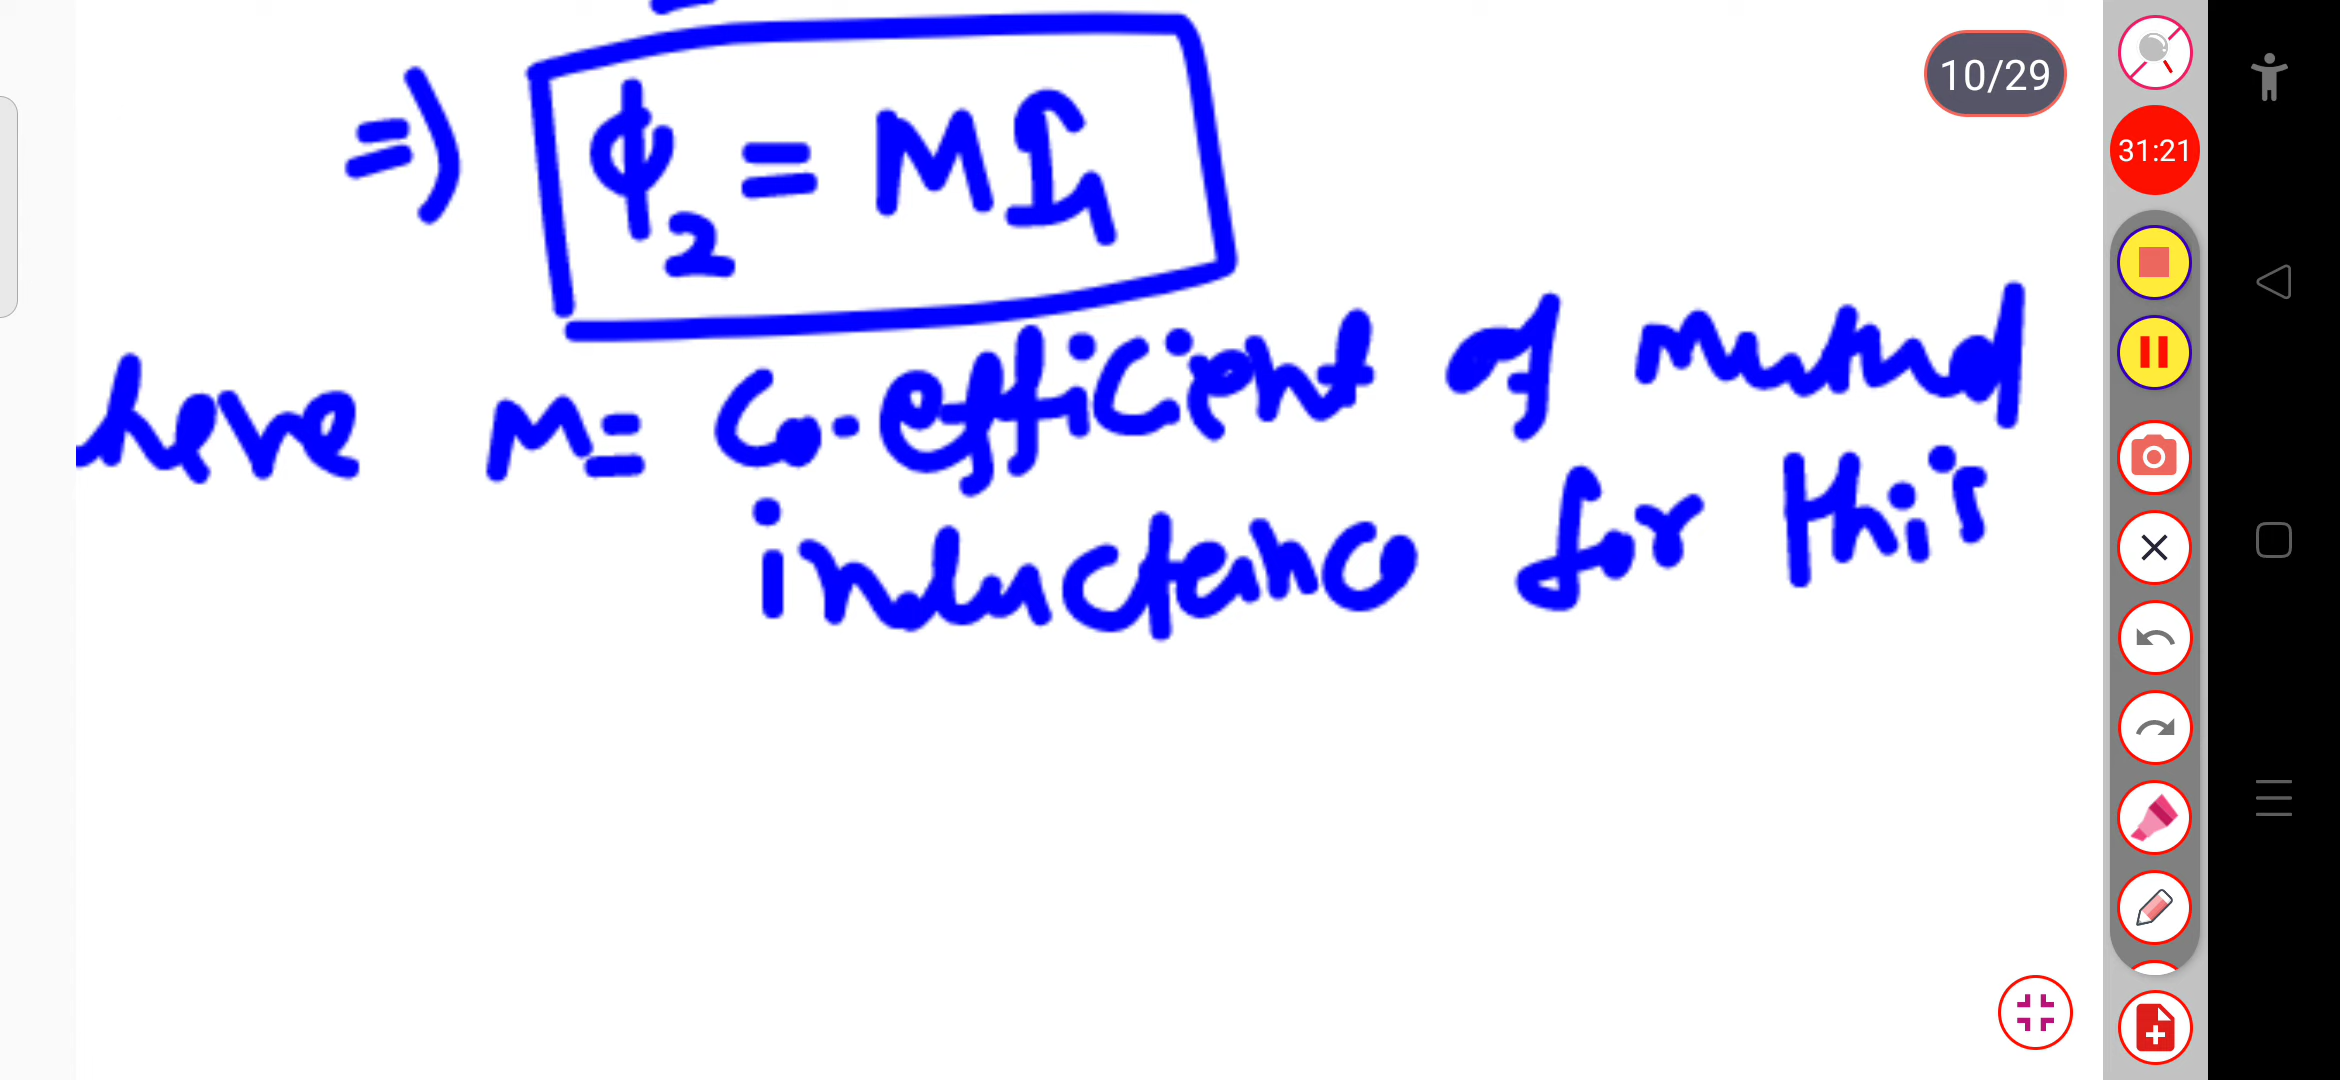 10/29
31:21
=> ϕ₂ = MI₁
here M = Co-efficient of mutual
inductance for this